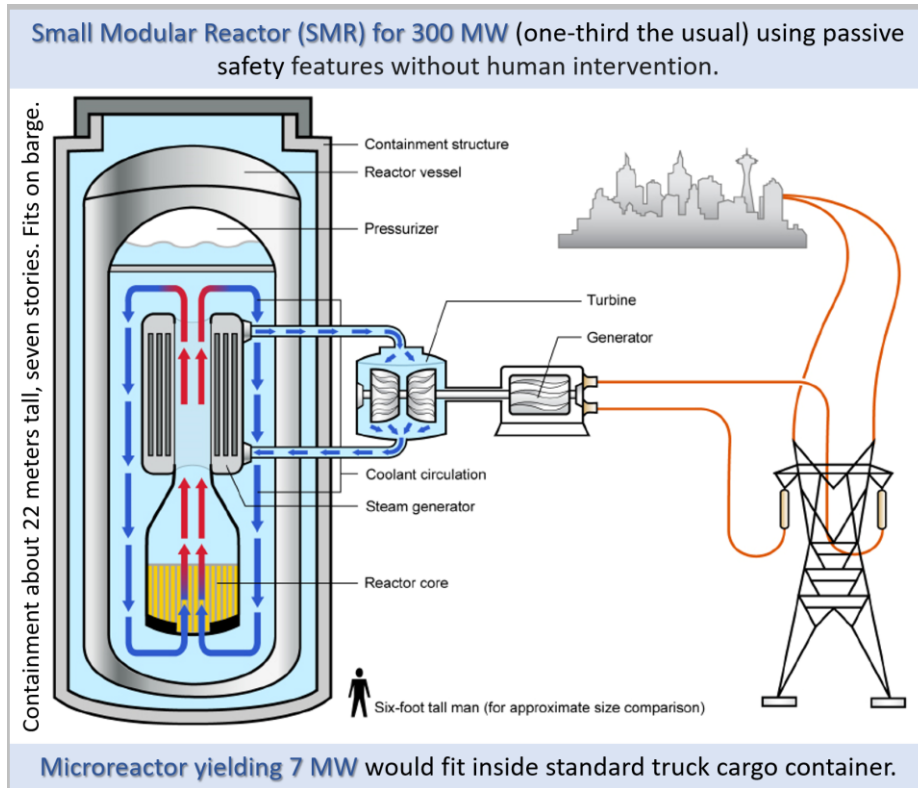 Small Modular Reactor (SMR) for 300 MW (one-third the usual) using passive
safety features without human intervention.
Containment about 22 meters tall, seven stories. Fits on barge.
Containment structure
Reactor vessel
Pressurizer
Turbine
Generator
Coolant circulation
Steam generator
Reactor core
Six-foot tall man (for approximate size comparison)
Microreactor yielding 7 MW would fit inside standard truck cargo container.